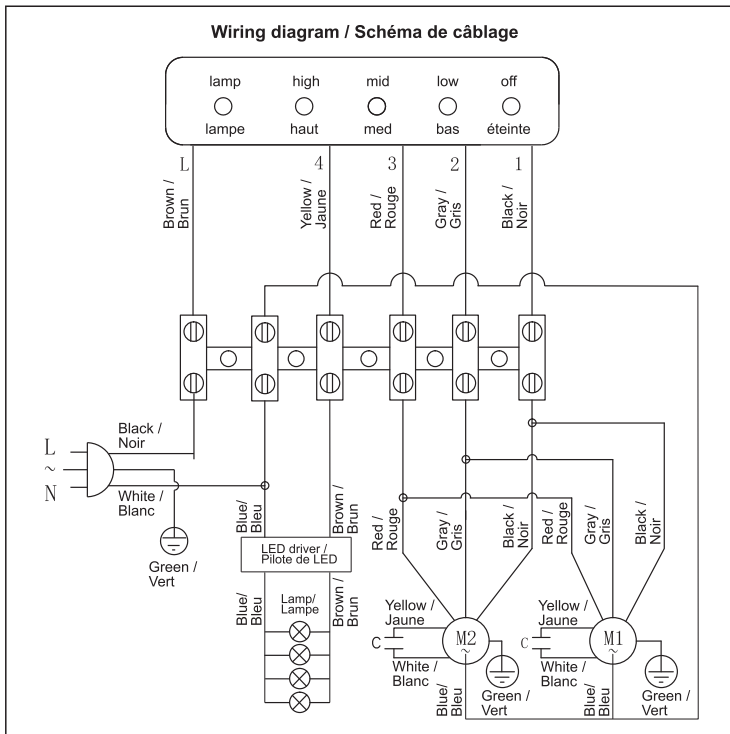 Wiring diagram / Schéma de câblage
lamp high mid low off
lampe haut med bas éteinte
L 4 3 2 1
Brown /
Brun
Yellow /
Jaune
Red /
Rouge
Gray /
Gris
Black /
Noir
L
~
N
Black /
Noir
White /
Blanc
Green /
Vert
Blue/
Bleu
Brown /
Brun
LED driver /
Pilote de LED
Blue/
Bleu
Lamp/
Lampe
Brown /
Brun
Red /
Rouge
Gray /
Gris
Black /
Noir
Red /
Rouge
Gray /
Gris
Black /
Noir
Yellow /
Jaune
C
White /
Blanc
M2
~
Blue/
Bleu
Green /
Vert
Yellow /
Jaune
C
White /
Blanc
M1
~
Blue/
Bleu
Green /
Vert